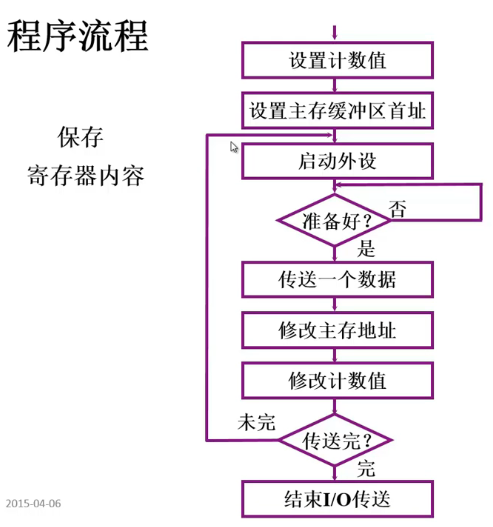 程序流程
保存
寄存器内容
设置计数值
设置主存缓冲区首址
启动外设
准备好？
否
是
传送一个数据
修改主存地址
修改计数值
未完
传送完？
完
结束I/O传送
2015-04-06